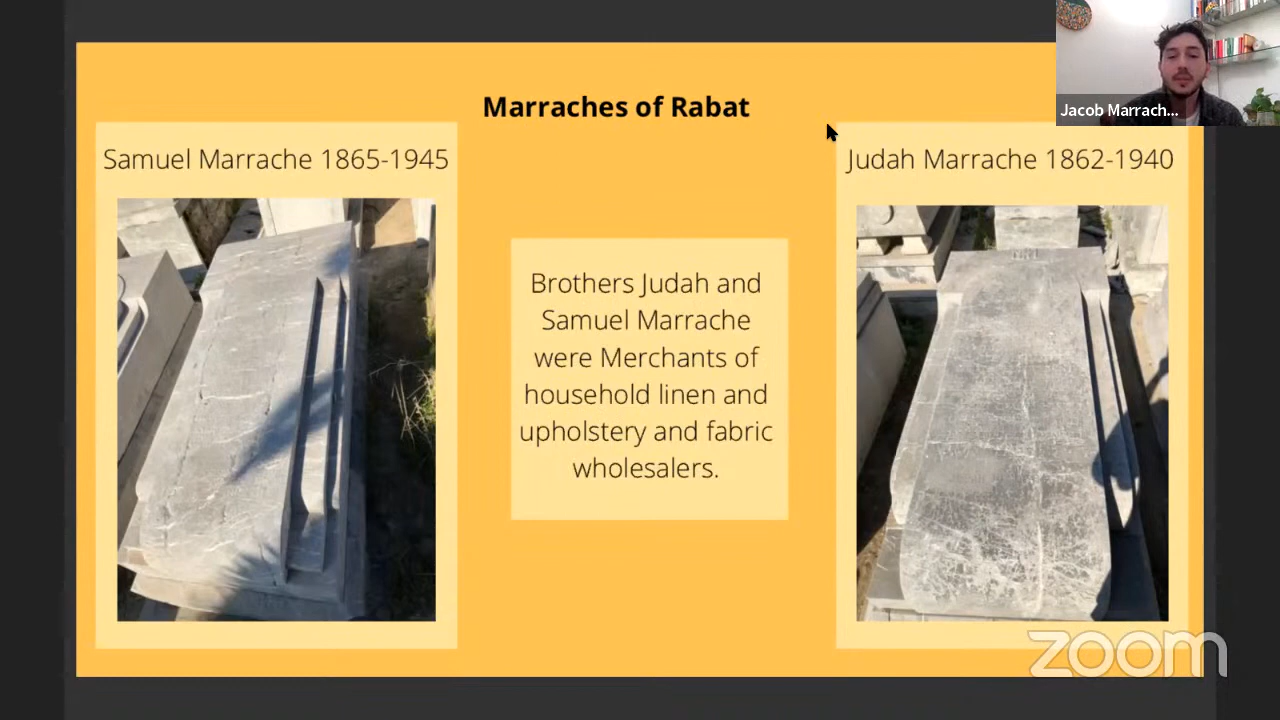 Marraches of Rabat
Jacob Marrach...
Samuel Marrache 1865-1945
Judah Marrache 1862-1940
Brothers Judah and
Samuel Marrache
were Merchants of
household linen and
upholstery and fabric
wholesalers.
zoom